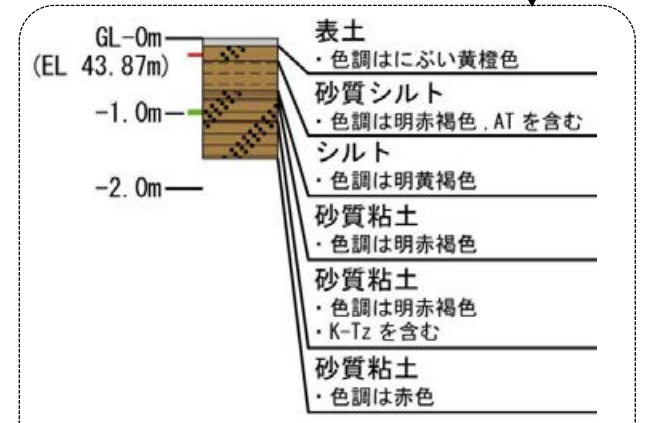 GL-0m
(EL 43.87m)
-1.0m
-2.0m
表土
・色調はにぶい黄橙色
砂質シルト
・色調は明赤褐色,ATを含む
シルト
・色調は明黄褐色
砂質粘土
・色調は明赤褐色
砂質粘土
・色調は明赤褐色
・K-Tzを含む
砂質粘土
・色調は赤色